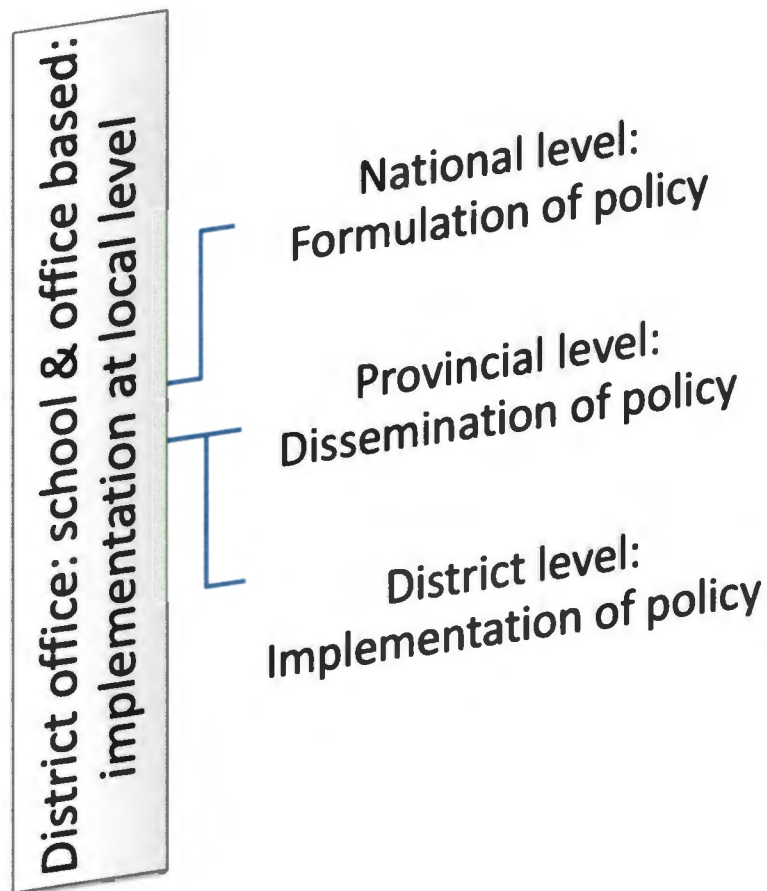 District office: school & office based:
implementation at local level
National level:
Formulation of policy
Provincial level:
Dissemination of policy
District level:
Implementation of policy